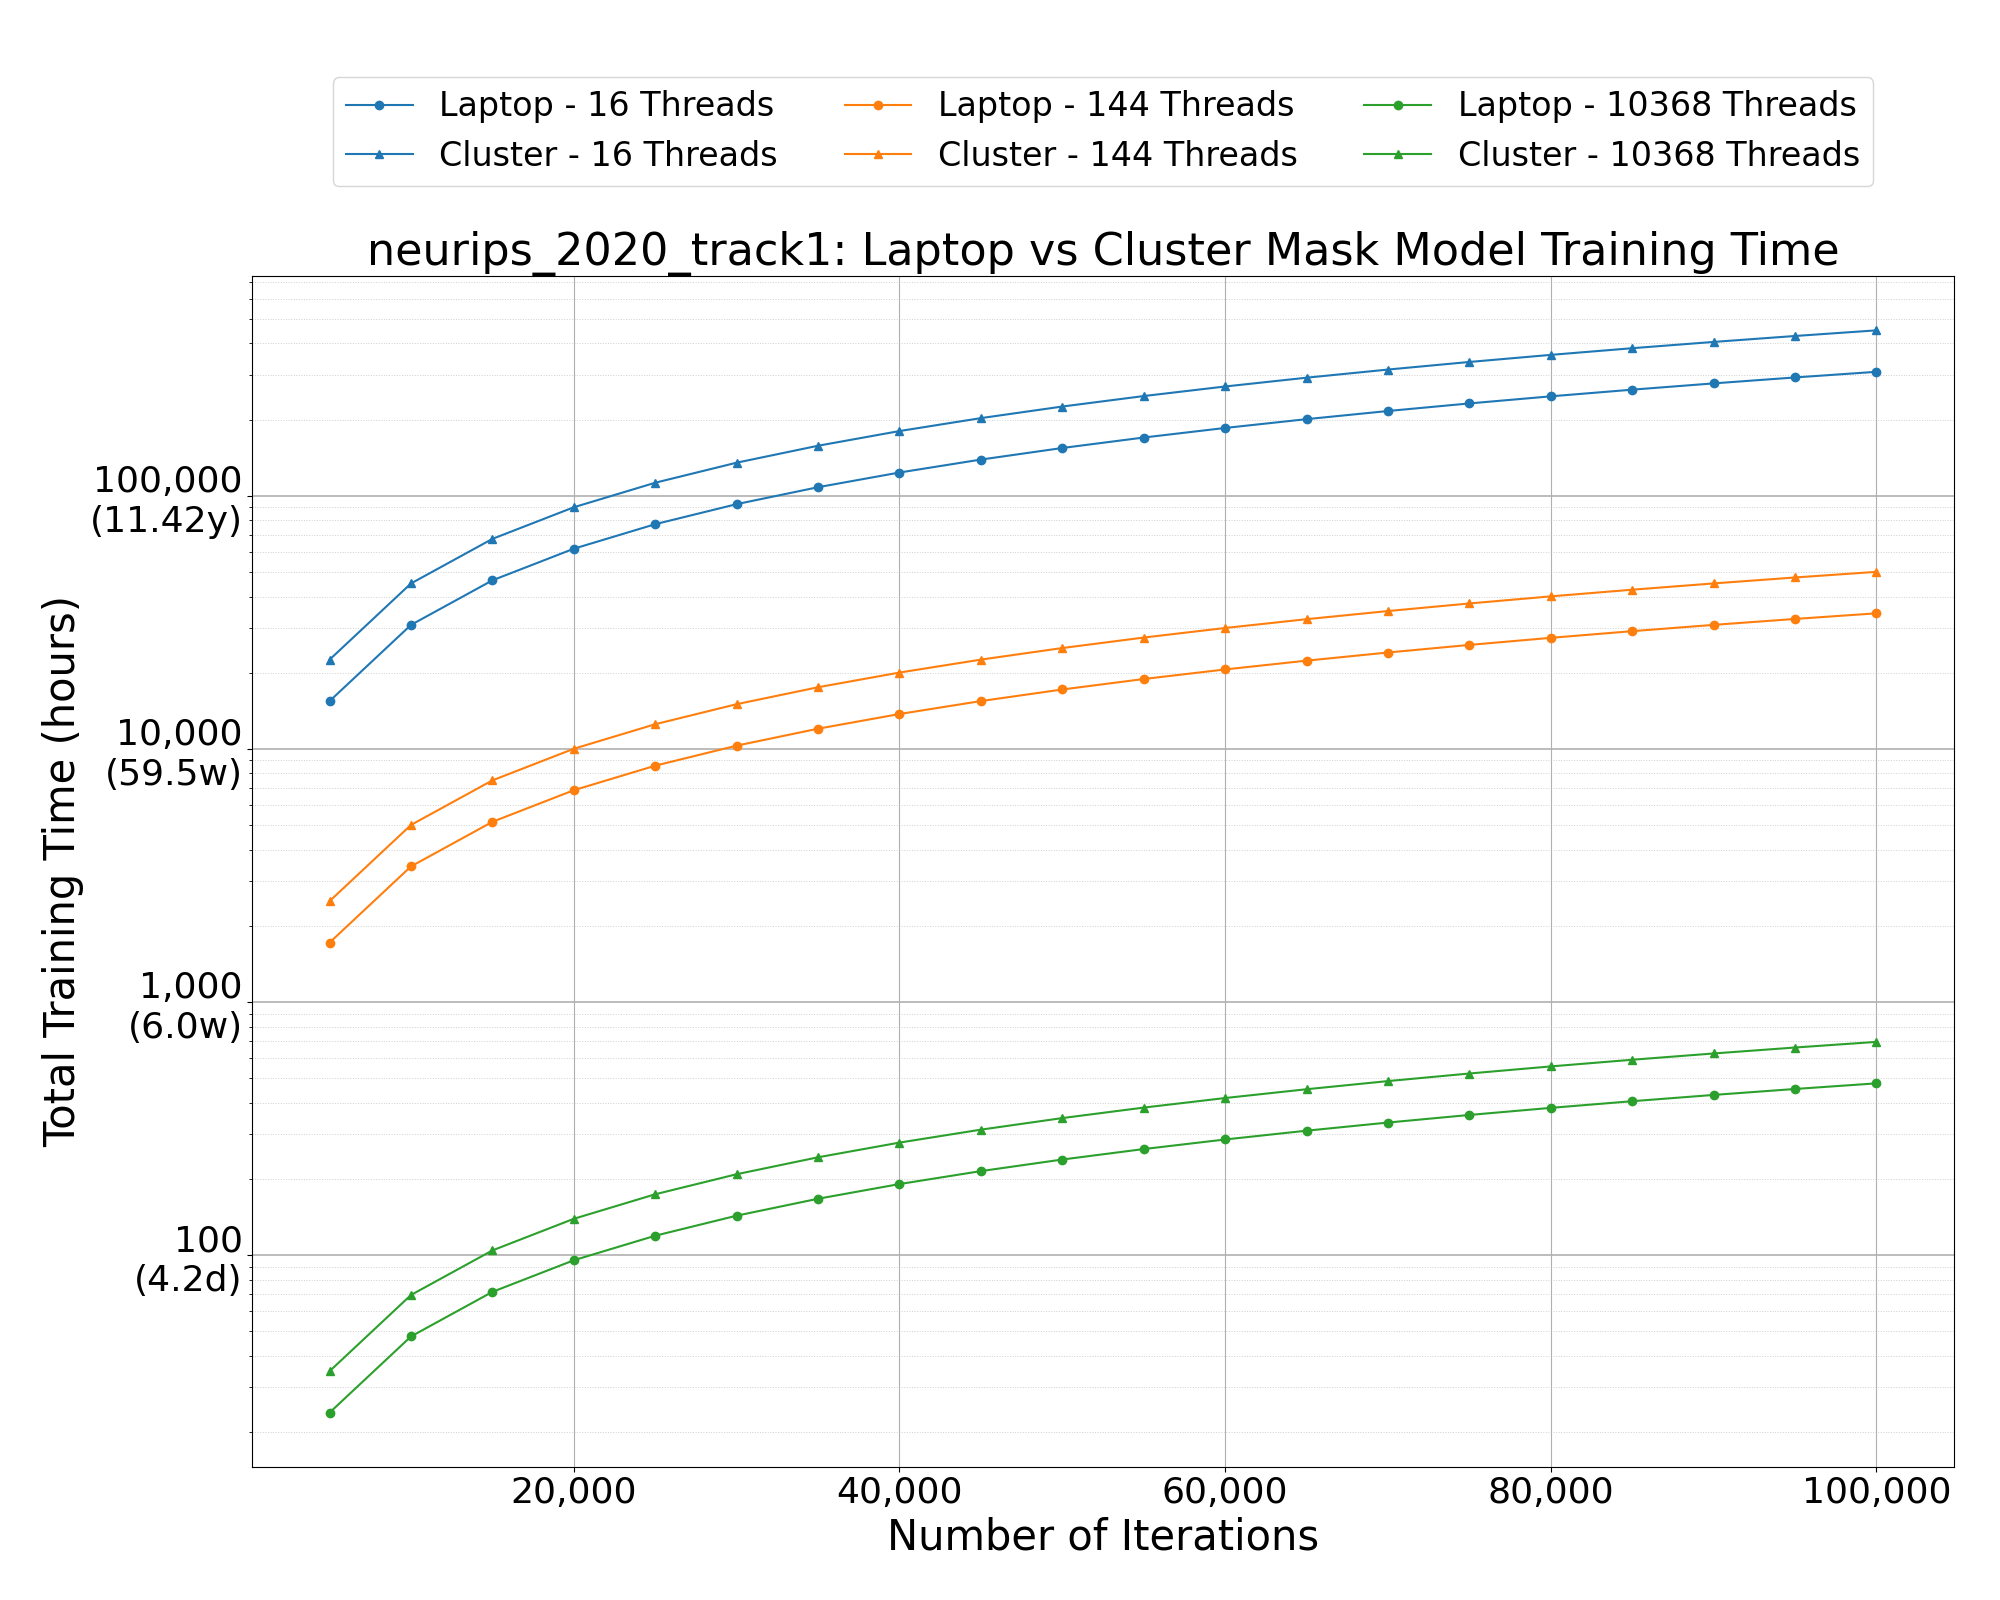 Laptop - 16 Threads
Cluster - 16 Threads
Laptop - 144 Threads
Cluster - 144 Threads
Laptop - 10368 Threads
Cluster - 10368 Threads
neurips_2020_track1: Laptop vs Cluster Mask Model Training Time
Total Training Time (hours)
100,000
(11.42y)
10,000
(59.5w)
1,000
(6.0w)
100
(4.2d)
20,000
40,000
60,000
80,000
100,000
Number of Iterations